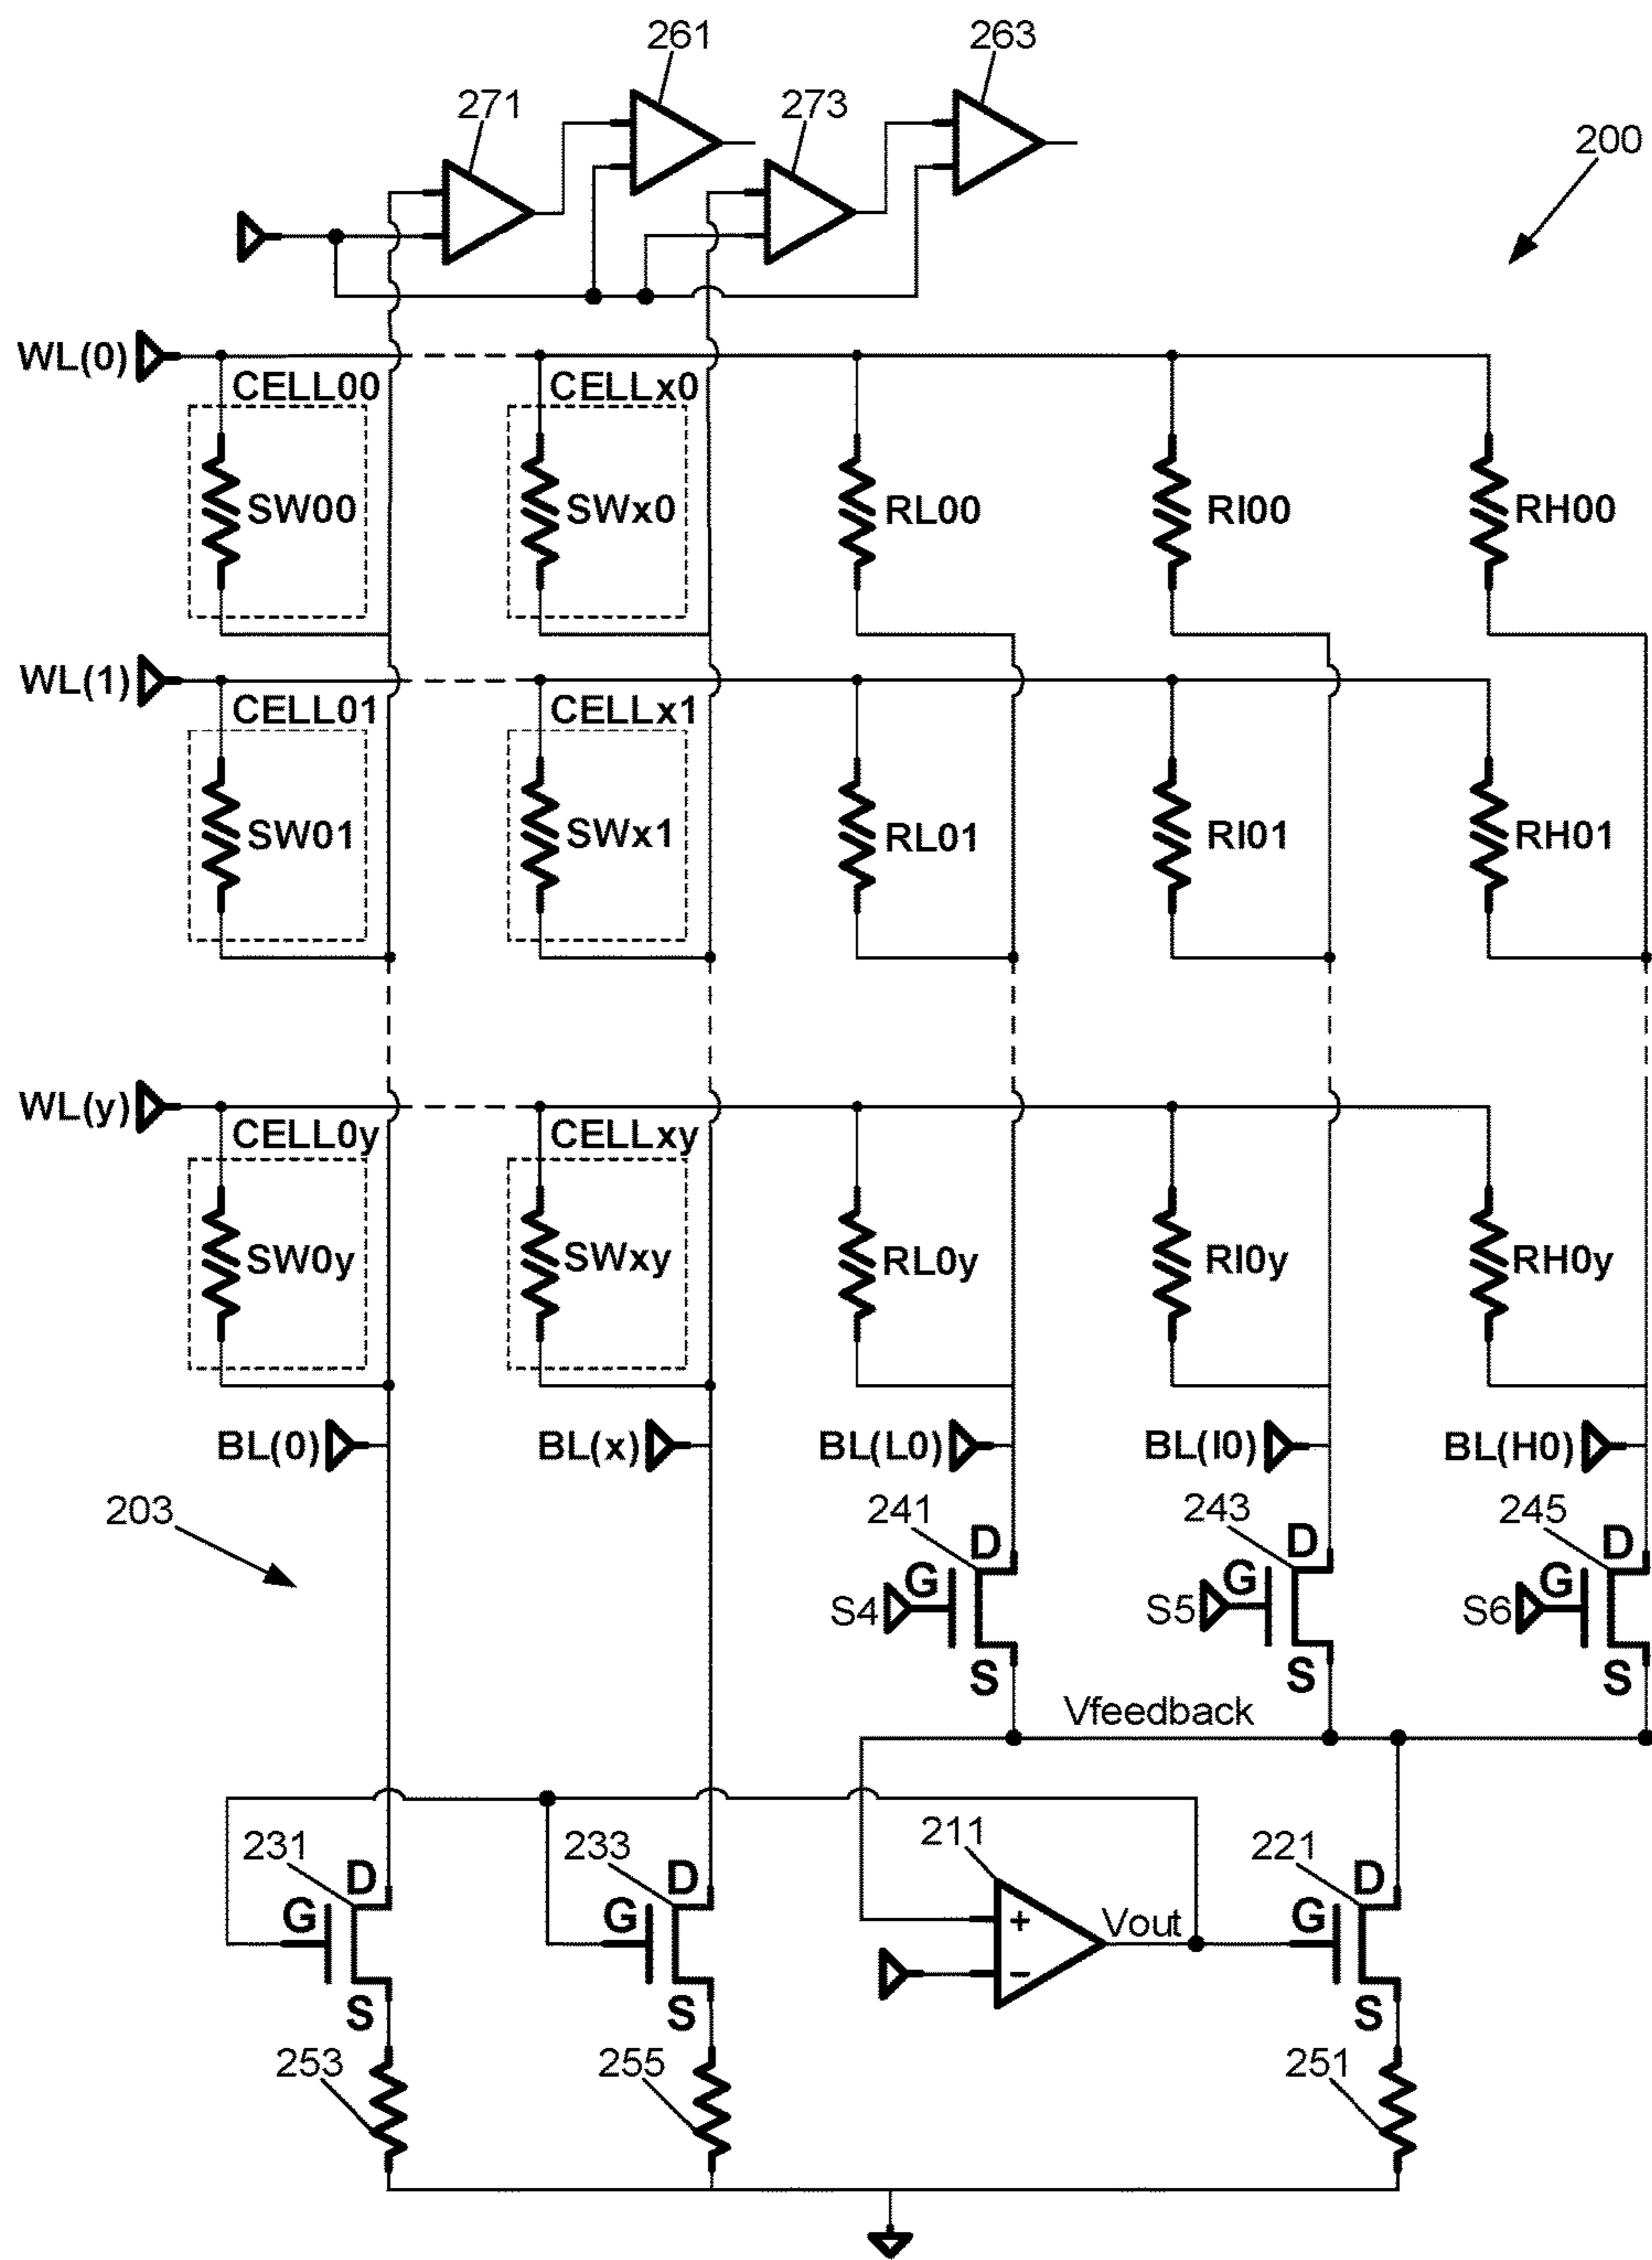 261
263
271
273
200
WL(0)
CELL00
CELLx0
SW00
SWx0
RL00
RI00
RH00
WL(1)
CELL01
CELLx1
SW01
SWx1
RL01
RI01
RH01
WL(y)
CELL0y
CELLxy
SW0y
SWxy
RL0y
RI0y
RH0y
BL(0)
BL(x)
BL(L0)
BL(I0)
BL(H0)
203
241
243
245
D
D
D
G
G
G
S4
S5
S6
S
S
S
Vfeedback
231
233
211
221
D
D
D
G
G
+
Vout
G
−
S
S
S
253
255
251